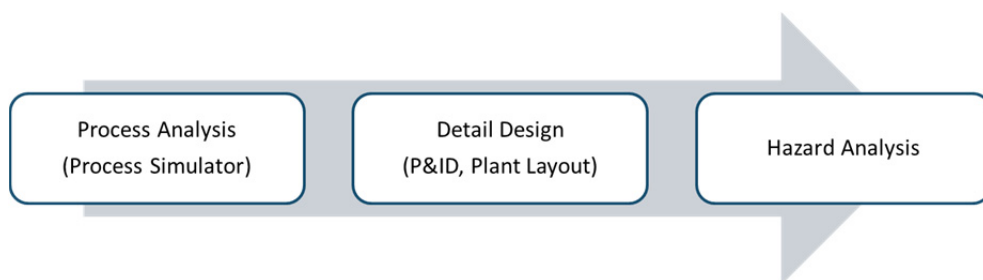 Process Analysis
(Process Simulator)
Detail Design
(P&ID, Plant Layout)
Hazard Analysis